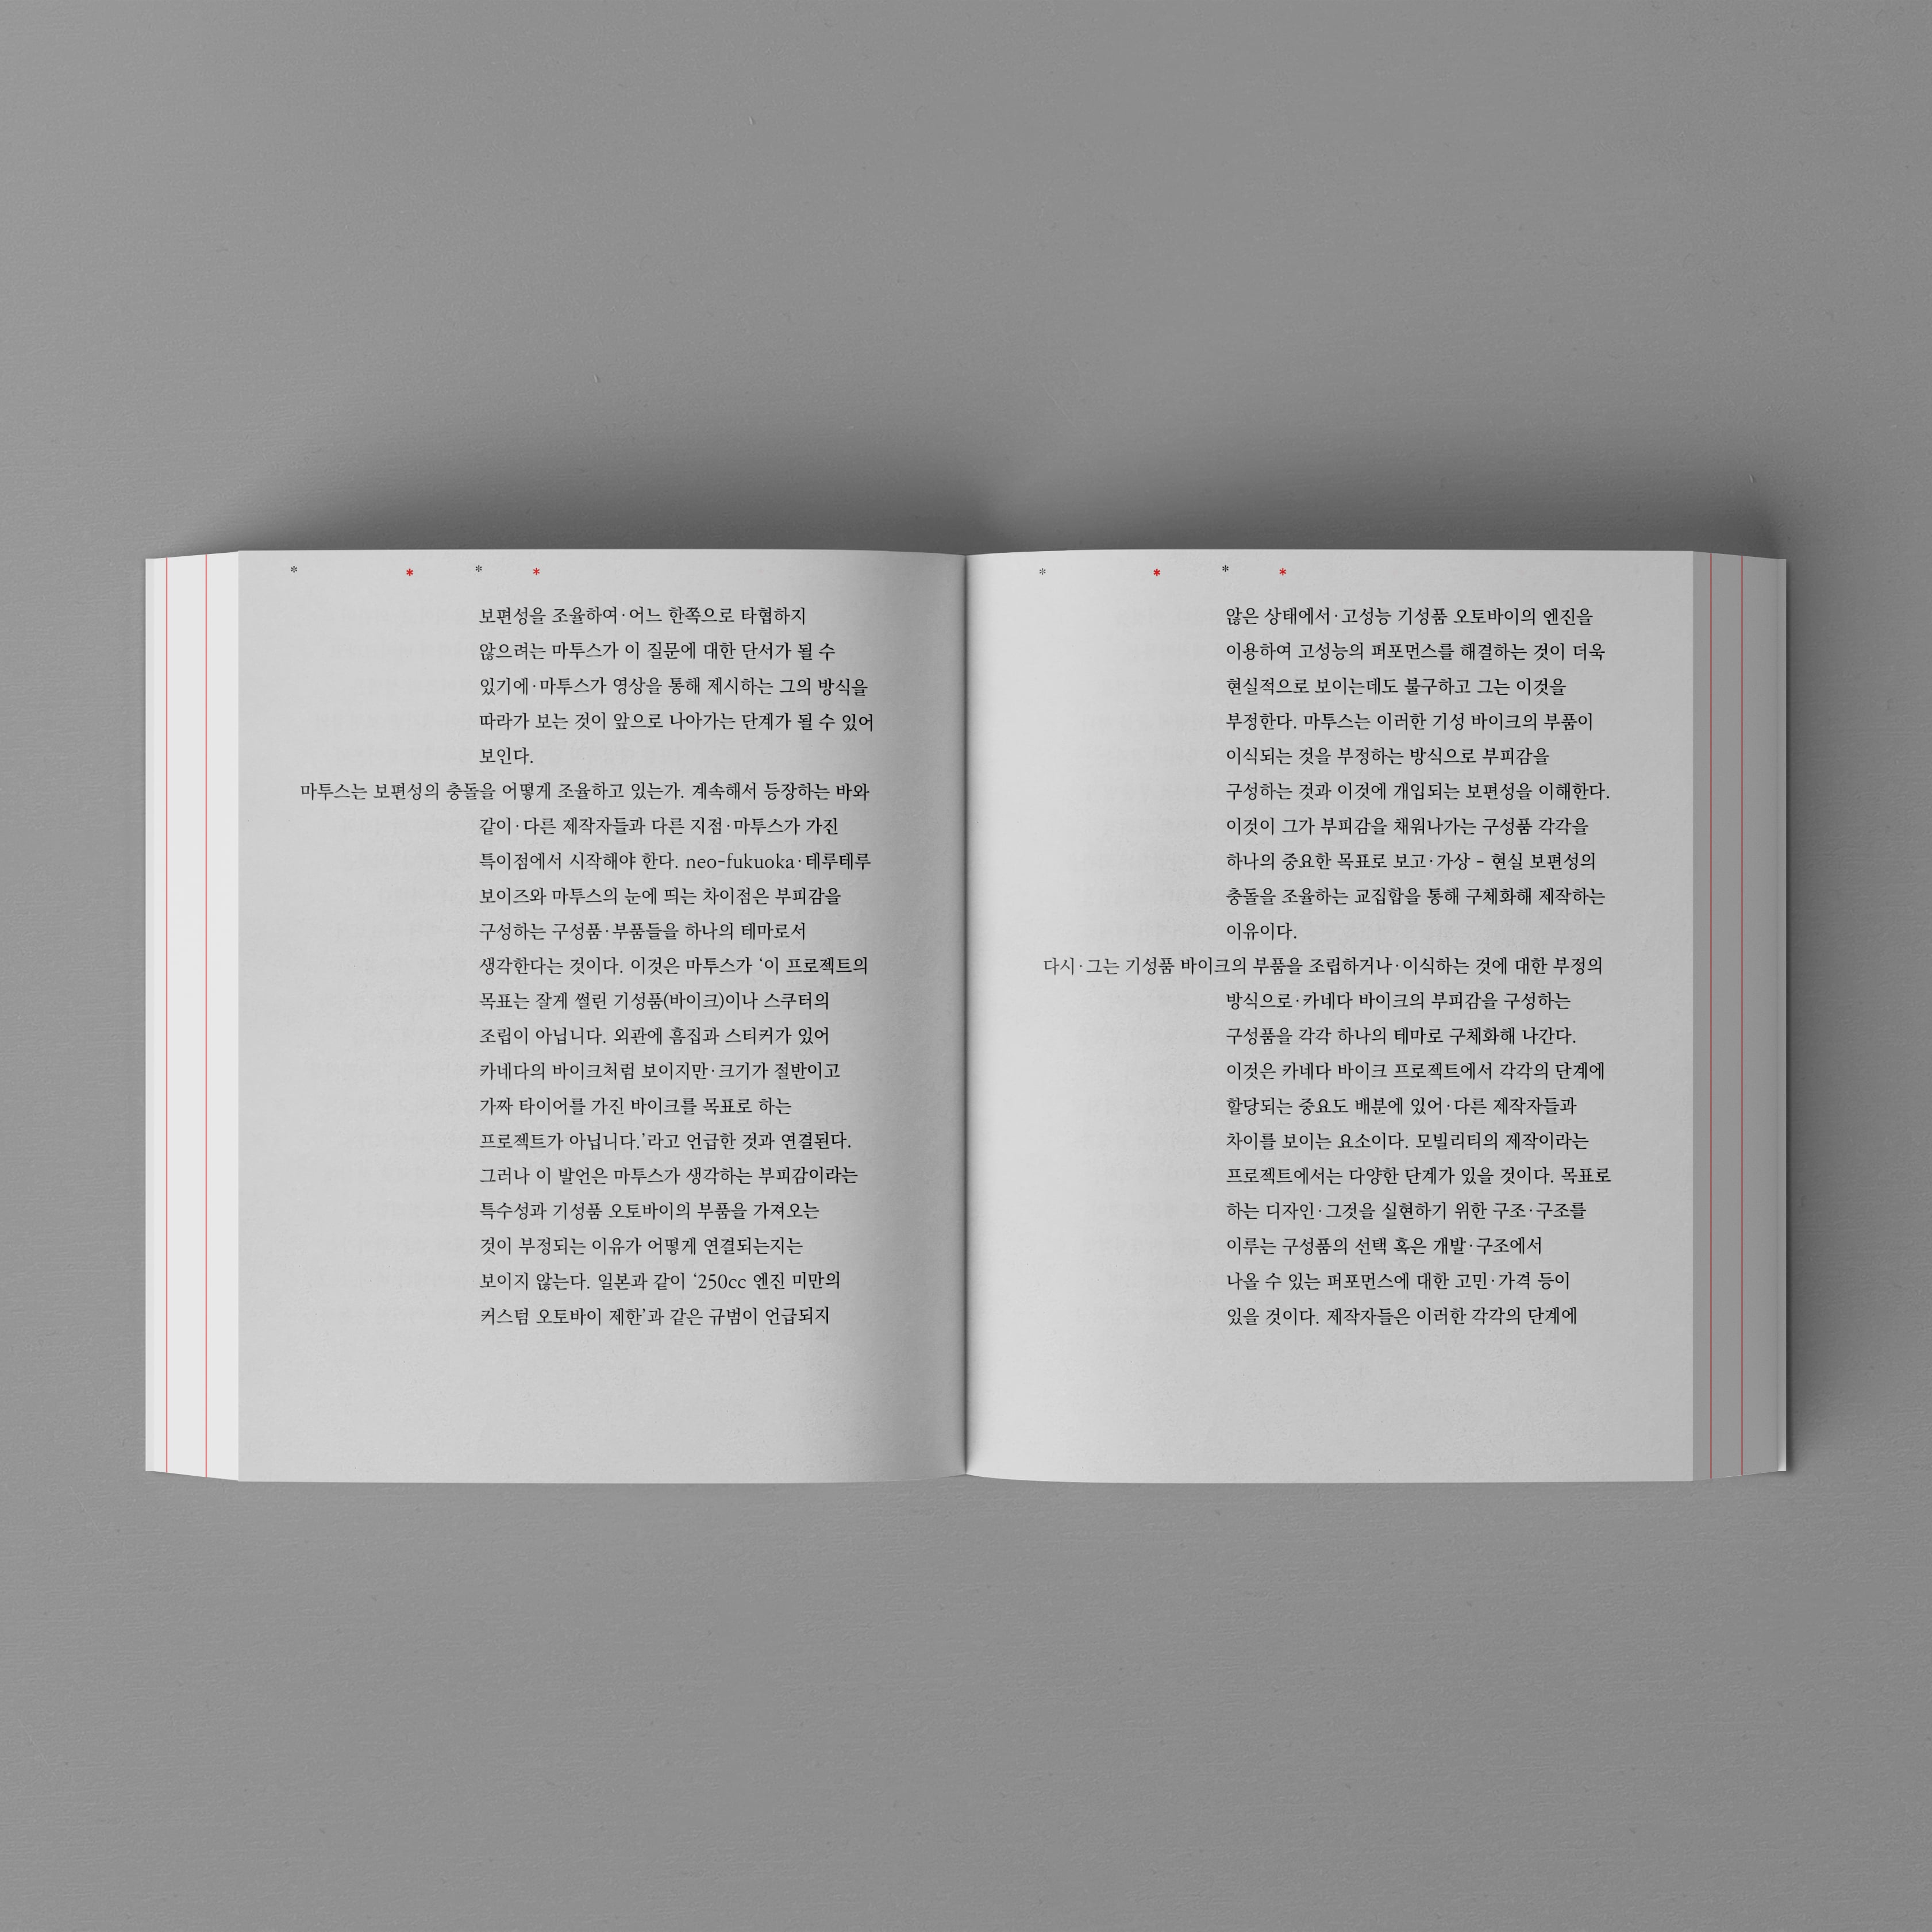 * * * *
보편성을 조율하여·어느 한쪽으로 타협하지
않으려는 마투스가 이 질문에 대한 단서가 될 수
있기에·마투스가 영상을 통해 제시하는 그의 방식을
따라가 보는 것이 앞으로 나아가는 단계가 될 수 있어
보인다.
마투스는 보편성의 충돌을 어떻게 조율하고 있는가. 계속해서 등장하는 바와
같이·다른 제작자들과 다른 지점·마투스가 가진
특이점에서 시작해야 한다. neo-fukuoka·테루테루
보이즈와 마투스의 눈에 띄는 차이점은 부피감을
구성하는 구성품·부품들을 하나의 테마로서
생각한다는 것이다. 이것은 마투스가 ‘이 프로젝트의
목표는 잘게 썰린 기성품(바이크)이나 스쿠터의
조립이 아닙니다. 외관에 흠집과 스티커가 있어
카네다의 바이크처럼 보이지만·크기가 절반이고
가짜 타이어를 가진 바이크를 목표로 하는
프로젝트가 아닙니다.’라고 언급한 것과 연결된다.
그러나 이 발언은 마투스가 생각하는 부피감이라는
특수성과 기성품 오토바이의 부품을 가져오는
것이 부정되는 이유가 어떻게 연결되는지는
보이지 않는다. 일본과 같이 ‘250cc 엔진 미만의
커스텀 오토바이 제한’과 같은 규범이 언급되지
* * * *
않은 상태에서·고성능 기성품 오토바이의 엔진을
이용하여 고성능의 퍼포먼스를 해결하는 것이 더욱
현실적으로 보이는데도 불구하고 그는 이것을
부정한다. 마투스는 이러한 기성 바이크의 부품이
이식되는 것을 부정하는 방식으로 부피감을
구성하는 것과 이것에 개입되는 보편성을 이해한다.
이것이 그가 부피감을 채워나가는 구성품 각각을
하나의 중요한 목표로 보고·가상 - 현실 보편성의
충돌을 조율하는 교집합을 통해 구체화해 제작하는
이유이다.
다시·그는 기성품 바이크의 부품을 조립하거나·이식하는 것에 대한 부정의
방식으로·카네다 바이크의 부피감을 구성하는
구성품을 각각 하나의 테마로 구체화해 나간다.
이것은 카네다 바이크 프로젝트에서 각각의 단계에
할당되는 중요도 배분에 있어·다른 제작자들과
차이를 보이는 요소이다. 모빌리티의 제작이라는
프로젝트에서는 다양한 단계가 있을 것이다. 목표로
하는 디자인·그것을 실현하기 위한 구조·구조를
이루는 구성품의 선택 혹은 개발·구조에서
나올 수 있는 퍼포먼스에 대한 고민·가격 등이
있을 것이다. 제작자들은 이러한 각각의 단계에